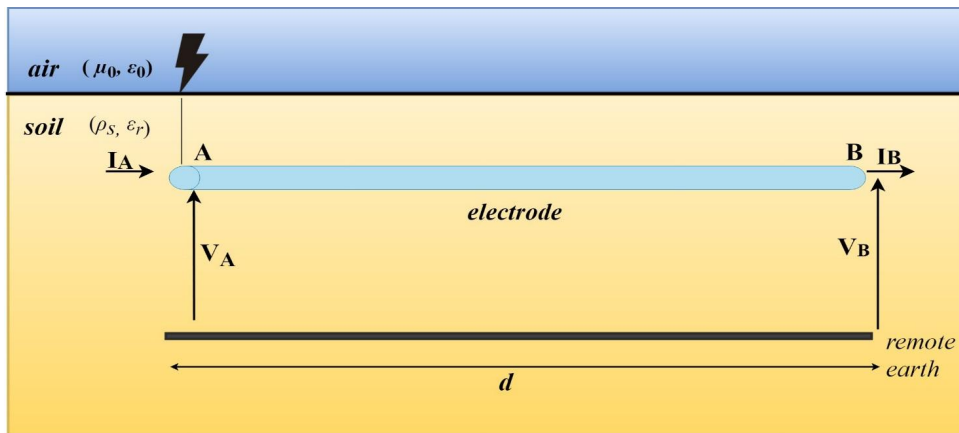 air ( μ₀, ε₀)
soil (ρS, εr)
IA A B IB
electrode
VA VB
remote
earth
d